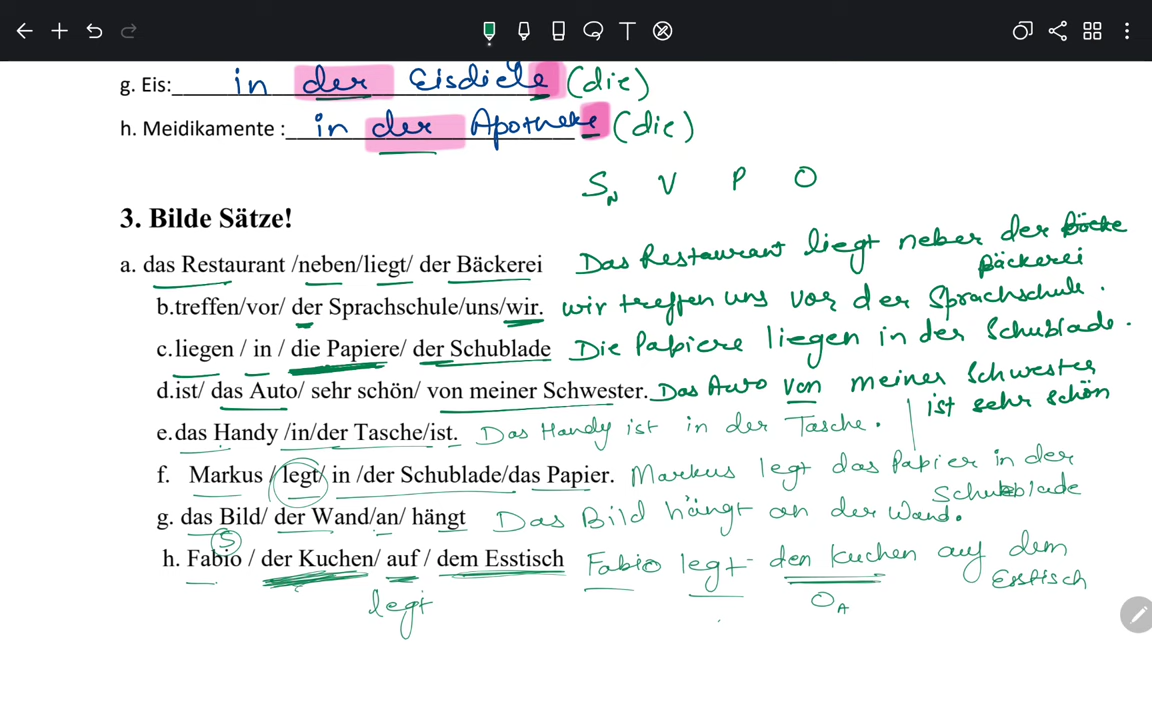 g. Eis: in der Eisdiele (die)
h. Meidikamente : in der Apotheke (die)
S N V P O
3. Bilde Sätze!
a. das Restaurant /neben/liegt/ der Bäckerei Das Restaurant liegt neber der
Bäckerei
b.treffen/vor/ der Sprachschule/uns/wir. wir treffen uns vor der Sprachschule.
c.liegen / in / die Papiere/ der Schublade Die Papiere liegen in der Schublade.
d.ist/ das Auto/ sehr schön/ von meiner Schwester. Das Auto von meiner Schwester
ist sehr schön
e.das Handy /in/der Tasche/ist. Das Handy ist in der Tasche.
f. Markus / legt/ in /der Schublade/das Papier. Markus legt das Papier in der
Schublade
g. das Bild/ der Wand/an/ hängt Das Bild hängt an der Wand.
S
h. Fabio / der Kuchen/ auf / dem Esstisch Fabio legt den Kuchen auf dem
Esstisch
legt O A